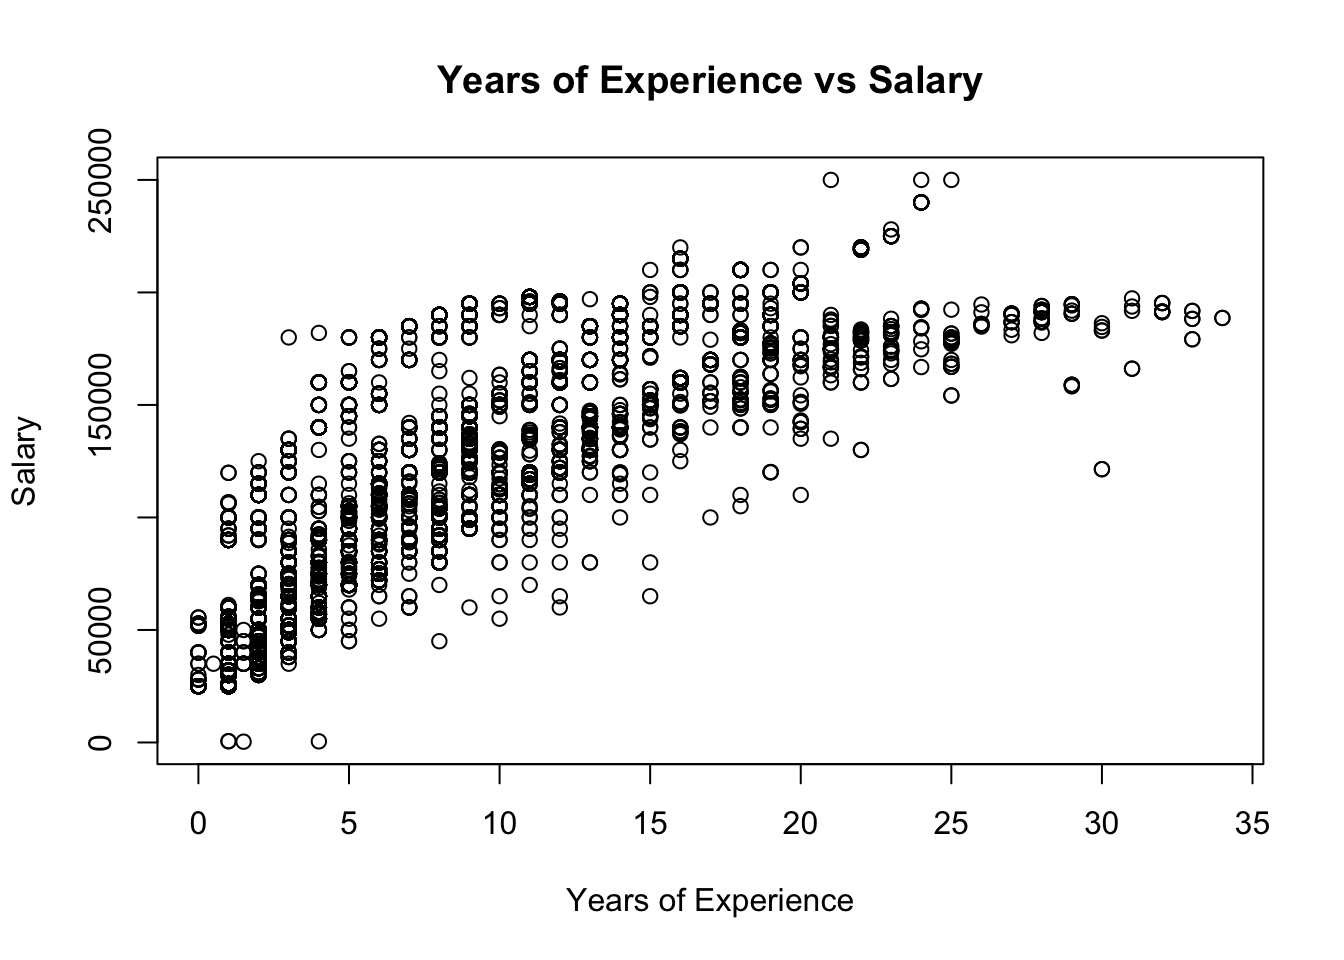 Years of Experience vs Salary
250000
150000
50000
0
Salary
0 5 10 15 20 25 30 35
Years of Experience